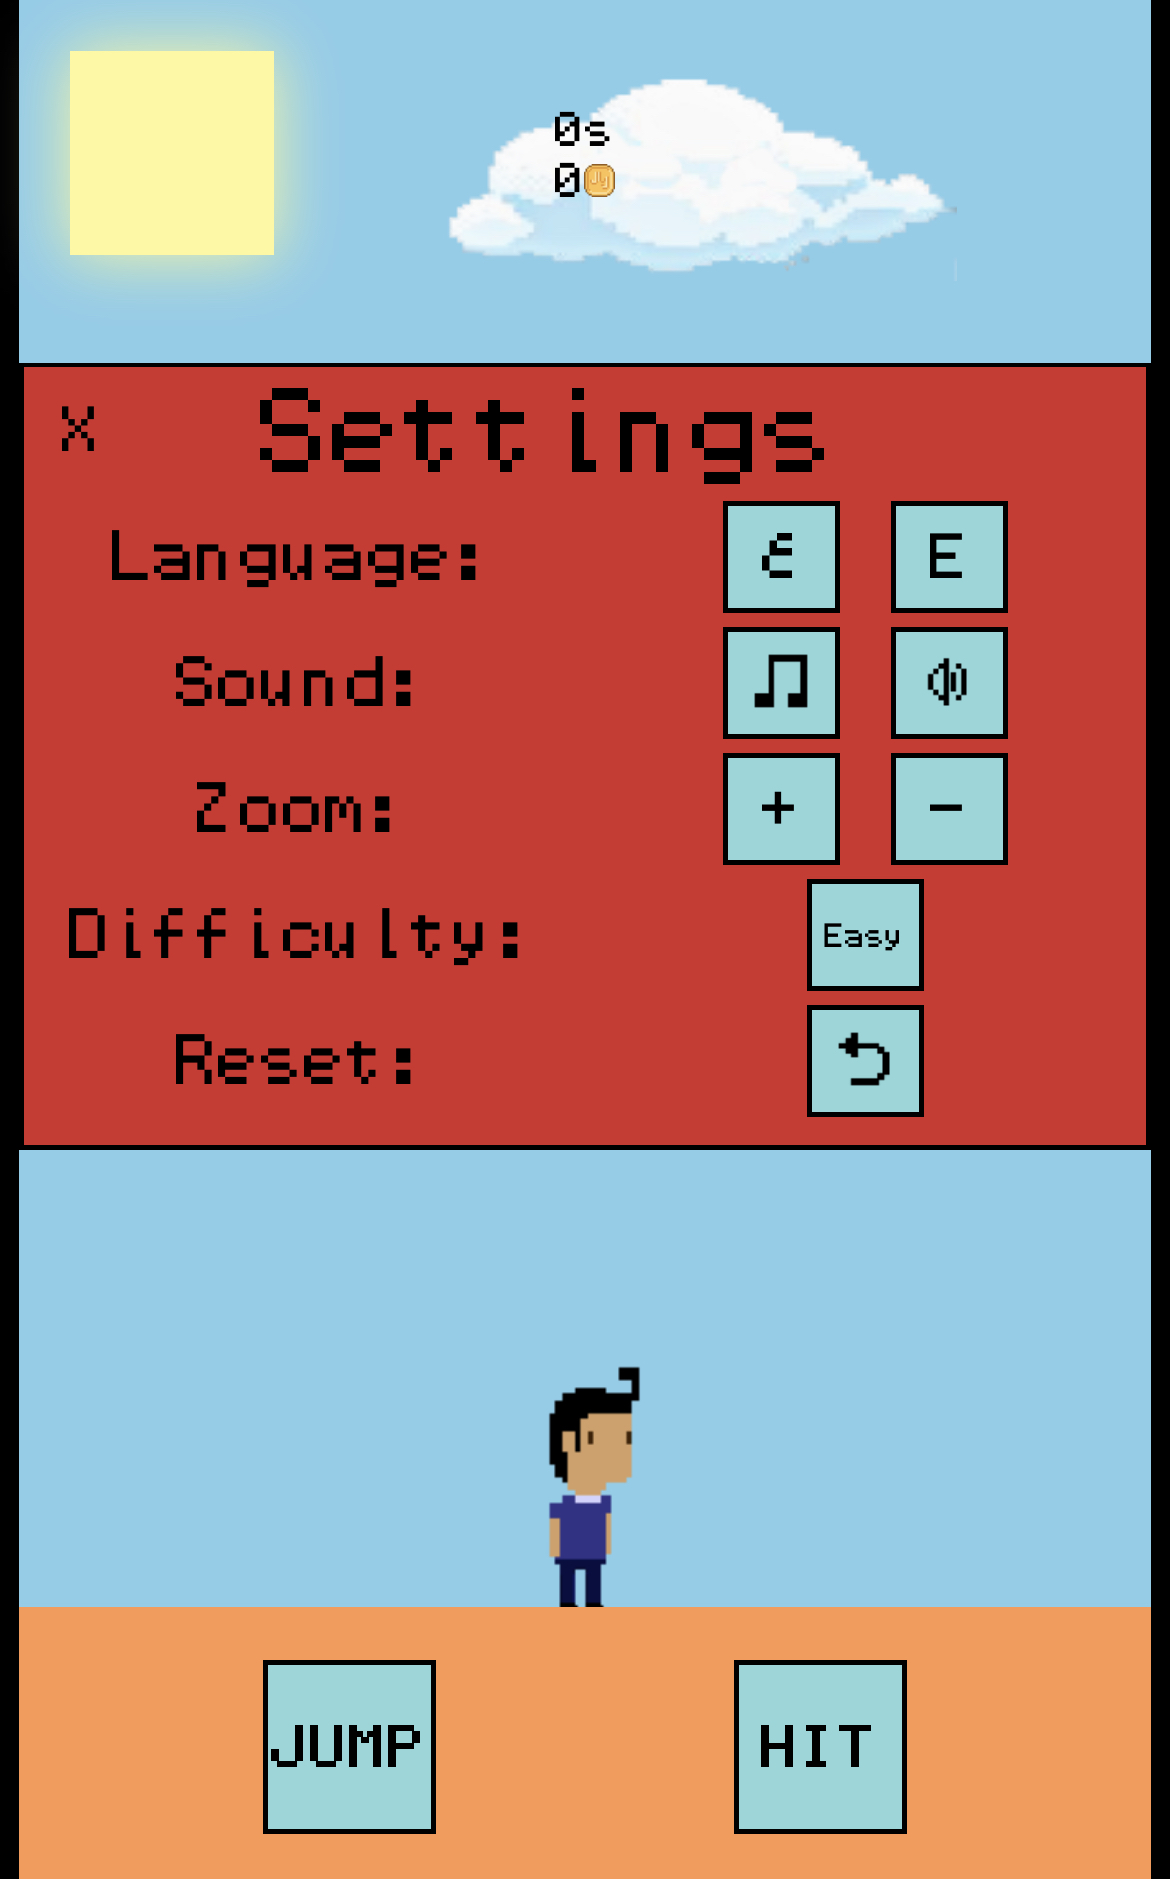 0s
0
X Settings
Language: ع E
Sound:
Zoom: + -
Difficulty: Easy
Reset:
JUMP HIT